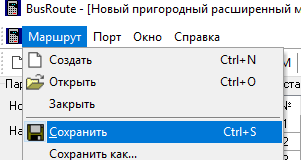 BusRoute - [Новый пригородный расширенный м
Маршрут Порт Окно Справка
Создать Ctrl+N
Открыть Ctrl+O
Закрыть
Сохранить Ctrl+S
Сохранить как...